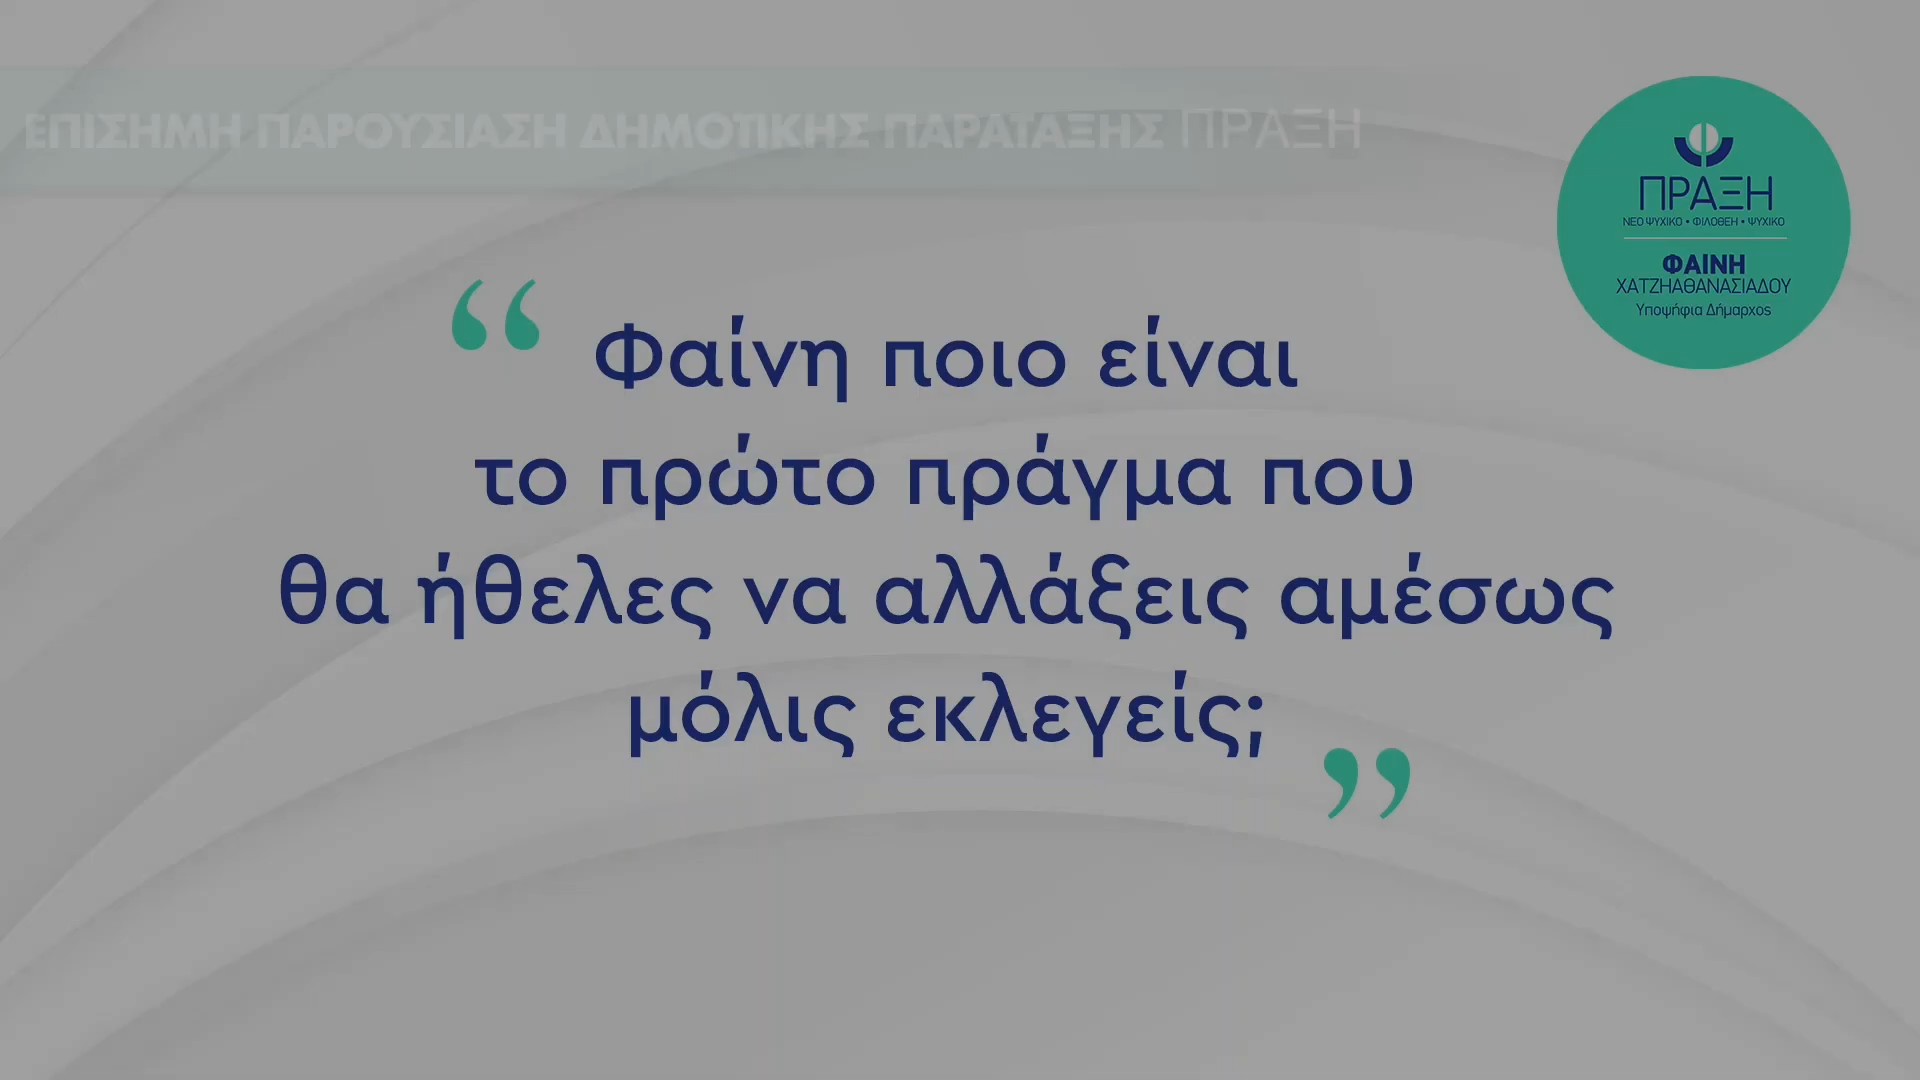 ΕΠΙΣΗΜΗ ΠΑΡΟΥΣΙΑΣΗ ΔΗΜΟΤΙΚΗΣ ΠΑΡΑΤΑΞΗΣ ΠΡΑΞΗ
ΠΡΑΞΗ
ΝΕΟ ΨΥΧΙΚΟ • ΦΙΛΟΘΕΗ • ΨΥΧΙΚΟ
ΦΑΙΝΗ
ΧΑΤΖΗΑΘΑΝΑΣΙΑΔΟΥ
Υποψήφια Δήμαρχος
“Φαίνη ποιο είναι
το πρώτο πράγμα που
θα ήθελες να αλλάξεις αμέσως
μόλις εκλεγείς;”